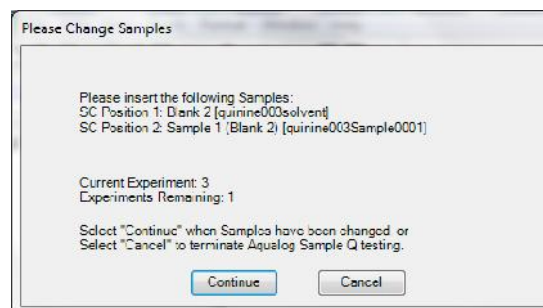 Please Change Samples
Please insert the following Samples:
SC Position 1: Blank 2 [quinine003solvent]
SC Position 2: Sample 1 (Blank 2) [quinine003Sample0001]
Current Experiment: 3
Experiments Remaining: 1
Select "Continue" when Samples have been changed or
Select "Cancel" to terminate Aqualog Sample Q testing.
Continue
Cancel